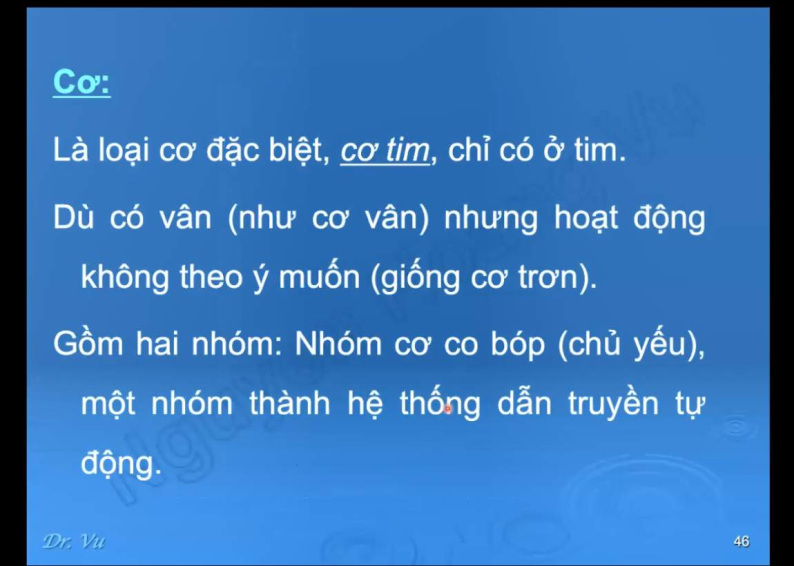 Cơ:
Là loại cơ đặc biệt, cơ tim, chỉ có ở tim.
Dù có vân (như cơ vân) nhưng hoạt động
không theo ý muốn (giống cơ trơn).
Gồm hai nhóm: Nhóm cơ co bóp (chủ yếu),
một nhóm thành hệ thống dẫn truyền tự
động.
Dr. Vu
46